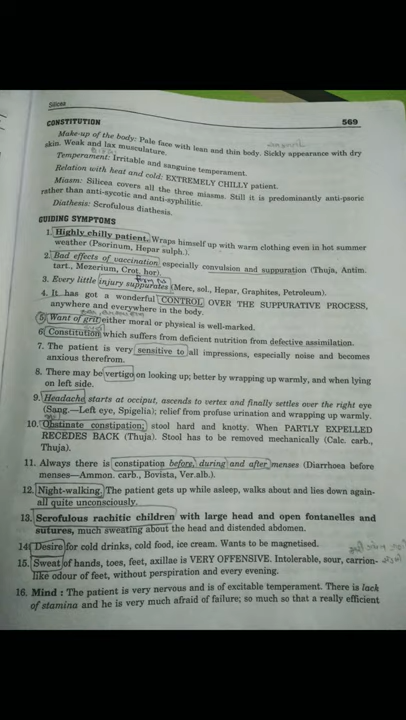 Silicea
569
CONSTITUTION
Make-up of the body: Pale face with lean and thin body. Sickly appearance with dry
skin. Weak and lax musculature.
Temperament: Irritable and sanguine temperament.
Relation with heat and cold: EXTREMELY CHILLY patient.
Miasm: Silicea covers all the three miasms. Still it is predominantly anti-psoric
rather than anti-sycotic and anti-syphilitic.
Diathesis: Scrofulous diathesis.
GUIDING SYMPTOMS
1. Highly chilly patient. Wraps himself up with warm clothing even in hot summer
weather (Psorinum, Hepar sulph.).
2. Bad effects of vaccination especially convulsion and suppuration (Thuja, Antim.
tart., Mezerium, Crot. hor).
3. Every little injury suppurates (Merc. sol., Hepar, Graphites, Petroleum).
4. It has got a wonderful CONTROL OVER THE SUPPURATIVE PROCESS,
anywhere and everywhere in the body.
5. Want of grit either moral or physical is well-marked.
6. Constitution which suffers from deficient nutrition from defective assimilation.
7. The patient is very sensitive to all impressions, especially noise and becomes
anxious therefrom.
8. There may be vertigo on looking up; better by wrapping up warmly, and when lying
on left side.
9. Headache starts at occiput, ascends to vertex and finally settles over the right eye
(Sang.—Left eye, Spigelia); relief from profuse urination and wrapping up warmly.
10. Obstinate constipation; stool hard and knotty. When PARTLY EXPELLED
RECEDES BACK (Thuja). Stool has to be removed mechanically (Calc. carb.,
Thuja).
11. Always there is constipation before, during and after menses (Diarrhoea before
menses—Ammon. carb., Bovista, Ver.alb.).
12. Night-walking. The patient gets up while asleep, walks about and lies down again-
all quite unconsciously.
13. Scrofulous rachitic children with large head and open fontanelles and
sutures, much sweating about the head and distended abdomen.
14. Desire for cold drinks, cold food, ice cream. Wants to be magnetised.
15. Sweat of hands, toes, feet, axillae is VERY OFFENSIVE. Intolerable, sour, carrion-
like odour of feet, without perspiration and every evening.
16. Mind : The patient is very nervous and is of excitable temperament. There is lack
of stamina and he is very much afraid of failure; so much so that a really efficient